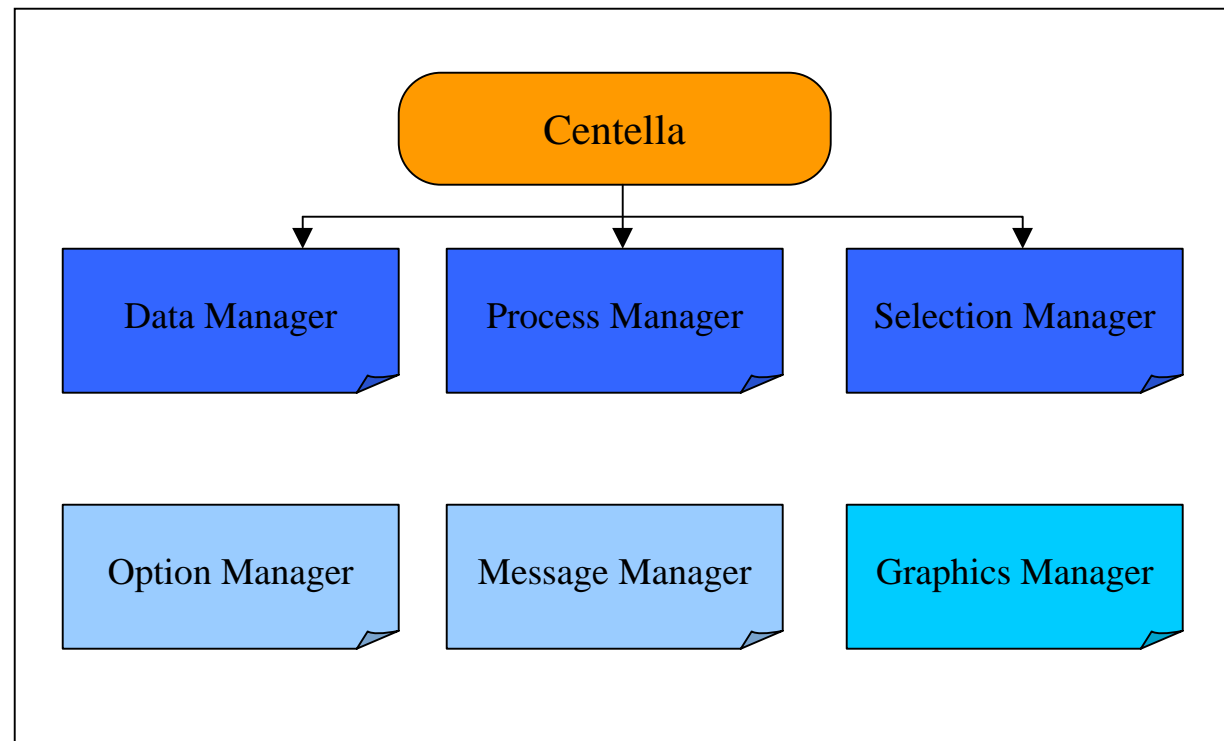 Centella
Data Manager
Process Manager
Selection Manager
Option Manager
Message Manager
Graphics Manager